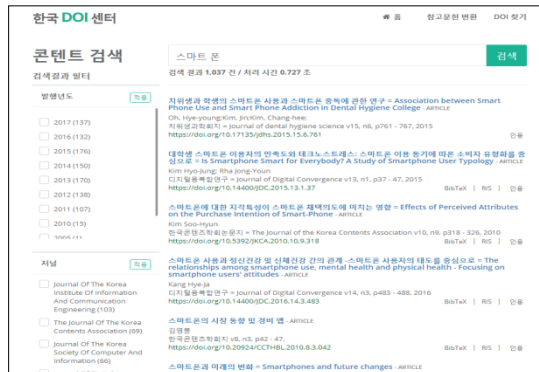 한국 DOI 센터
홈 참고문헌 변환 DOI 찾기
콘텐트 검색
스마트 폰 검색
검색 결과 1,037 건 / 처리 시간 0.727 초
검색결과 필터
발행년도 적용
2017 (137)
2016 (132)
2015 (176)
2014 (150)
2013 (170)
2012 (138)
2011 (107)
2010 (15)
2005 (1)
저널 적용
Journal Of The Korea
Institute Of Information
And Communication
Engineering (103)
The Journal Of The Korea
Contents Association (69)
Journal Of The Korea
Society Of Computer And
Information (66)
치위생과 학생의 스마트폰 사용과 스마트폰 중독에 관한 연구 = Association between Smart
Phone Use and Smart Phone Addiction in Dental Hygiene College - ARTICLE
Oh, Hye-young:Kim, Jin:Kim, Chang-hee:
치위생과학회지 = Journal of dental hygiene science v15, n6, p761 - 767, 2015
https://doi.org/10.17135/jdhs.2015.15.6.761 인용
대학생 스마트폰 이용자의 만족도와 테크노스트레스: 스마트폰 이용 동기에 따른 소비자 유형화를 중
심으로 = Is Smartphone Smart for Everybody? A Study of Smartphone User Typology - ARTICLE
Kim Hyo-Jung; Rha Jong-Youn
디지털융복합연구 = Journal of Digital Convergence v13, n1, p37 - 47, 2015
https://doi.org/10.14400/JDC.2015.13.1.37 BibTeX | RIS | 인용
스마트폰에 대한 지각특성이 스마트폰 채택의도에 미치는 영향 = Effects of Perceived Attributes
on the Purchase Intention of Smart-Phone - ARTICLE
Kim Soo-Hyun
한국콘텐츠학회논문지 = The Journal of the Korea Contents Association v10, n9, p318 - 326, 2010
https://doi.org/10.5392/JKCA.2010.10.9.318 BibTeX | RIS | 인용
스마트폰 사용과 정신건강 및 신체건강 간의 관계 -스마트폰 사용자의 태도를 중심으로 = The
relationships among smartphone use, mental health and physical health - Focusing on
smartphone users' attitudes - ARTICLE
Kang Hye-Ja
디지털융복합연구 = Journal of Digital Convergence v14, n3, p483 - 488, 2016
https://doi.org/10.14400/JDC.2016.14.3.483 BibTeX | RIS | 인용
스마트폰의 시장 동향 및 경비 앱 - ARTICLE
한국콘텐츠학회지 v8, n3, p42 - 47,
https://doi.org/10.20924/CCTHBL.2010.8.3.042 BibTeX | RIS | 인용
스마트폰과 미래의 변화 = Smartphones and future changes - ARTICLE